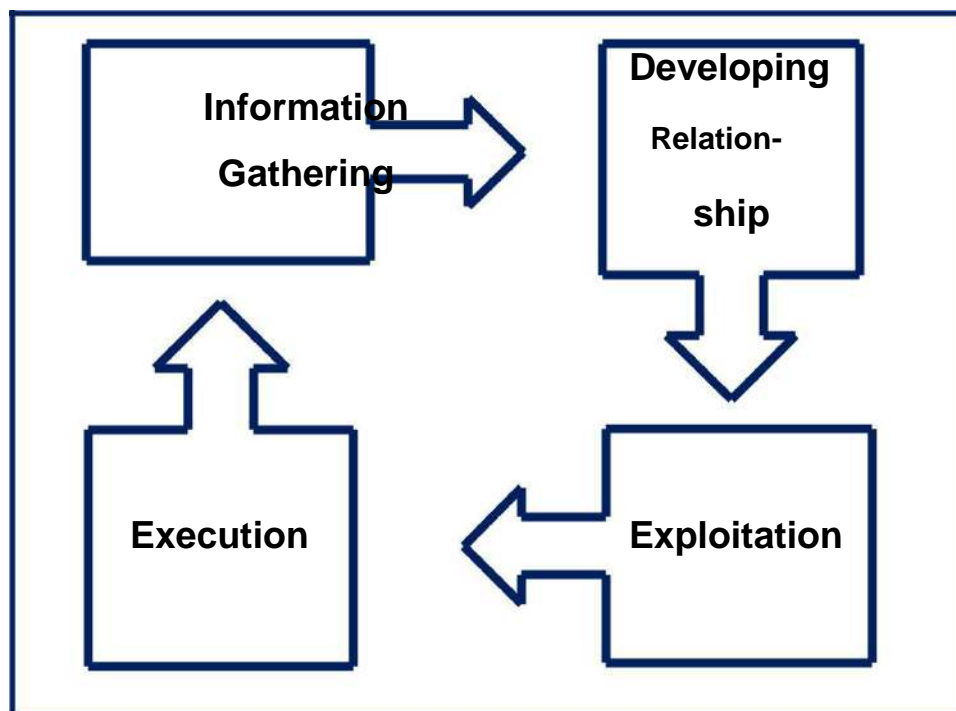 Information
Gathering
Developing
Relation-
ship
Execution
Exploitation